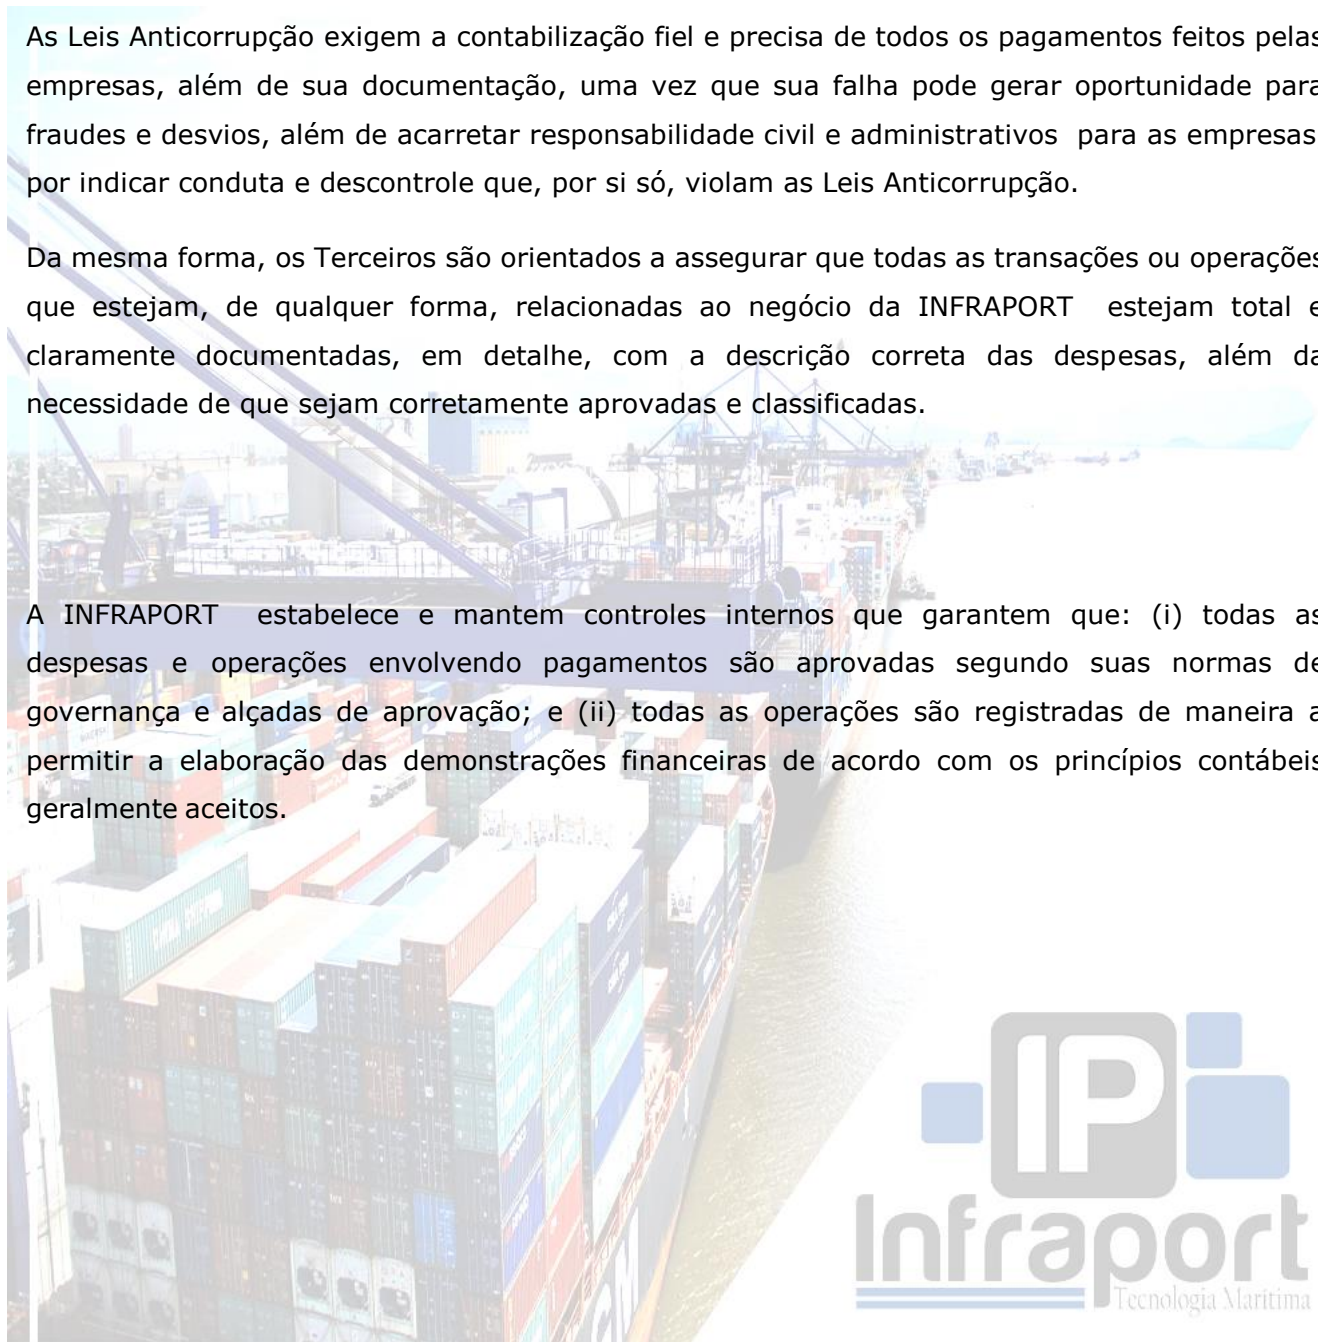 As Leis Anticorrupção exigem a contabilização fiel e precisa de todos os pagamentos feitos pelas
empresas, além de sua documentação, uma vez que sua falha pode gerar oportunidade para
fraudes e desvios, além de acarretar responsabilidade civil e administrativos para as empresas
por indicar conduta e descontrole que, por si só, violam as Leis Anticorrupção.
Da mesma forma, os Terceiros são orientados a assegurar que todas as transações ou operações
que estejam, de qualquer forma, relacionadas ao negócio da INFRAPORT estejam total e
claramente documentadas, em detalhe, com a descrição correta das despesas, além da
necessidade de que sejam corretamente aprovadas e classificadas.
A INFRAPORT estabelece e mantem controles internos que garantem que: (i) todas as
despesas e operações envolvendo pagamentos são aprovadas segundo suas normas de
governança e alçadas de aprovação; e (ii) todas as operações são registradas de maneira a
permitir a elaboração das demonstrações financeiras de acordo com os princípios contábeis
geralmente aceitos.
IP
Infraport
Tecnologia Maritima